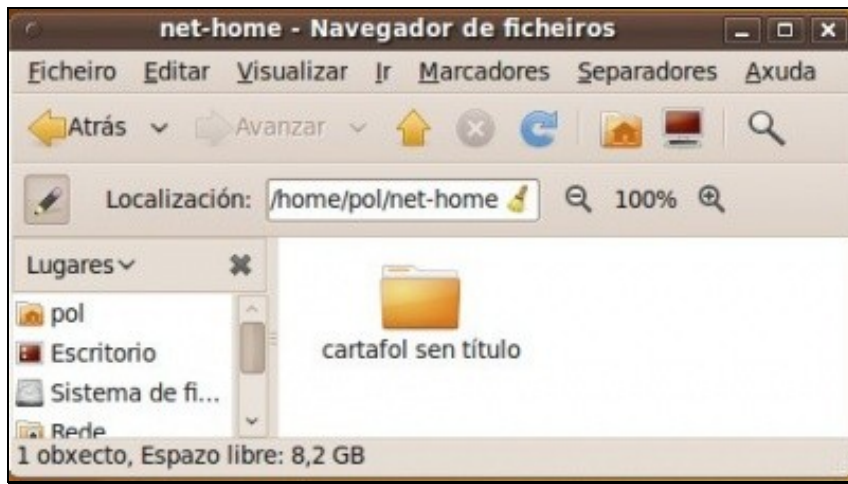 net-home - Navegador de ficheiros
Ficheiro Editar Visualizar Ir Marcadores Separadores Axuda
Atrás Avanzar
Localización: /home/pol/net-home 100%
Lugares
pol
Escritorio
Sistema de fi...
Rede
cartafol sen título
1 obxecto, Espazo libre: 8,2 GB